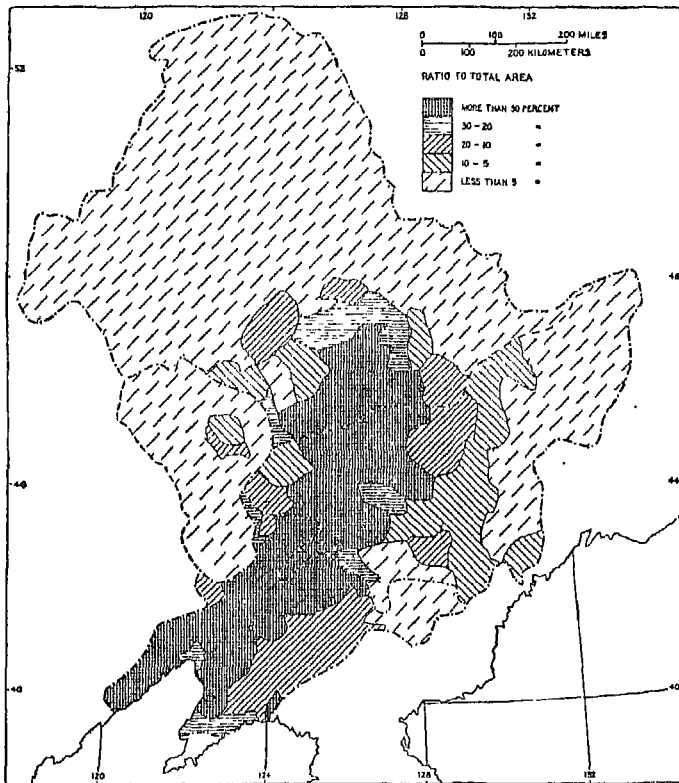 120 128 132
0 100 200 MILES
0 100 200 KILOMETERS
52
RATIO TO TOTAL AREA
MORE THAN 30 PERCENT
30 - 20 "
20 - 10 "
10 - 5 "
LESS THAN 5 "
48
44
40 40
120 124 128 132